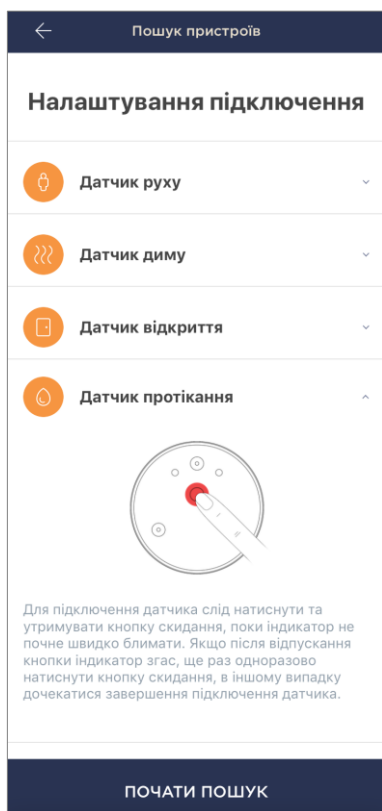 Пошук пристроїв
Налаштування підключення
Датчик руху
Датчик диму
Датчик відкриття
Датчик протікання
Для підключення датчика слід натиснути та
утримувати кнопку скидання, поки індикатор не
почне швидко блимати. Якщо після відпускання
кнопки індикатор згас, ще раз одноразово
натиснути кнопку скидання, в іншому випадку
дочекатися завершення підключення датчика.
ПОЧАТИ ПОШУК